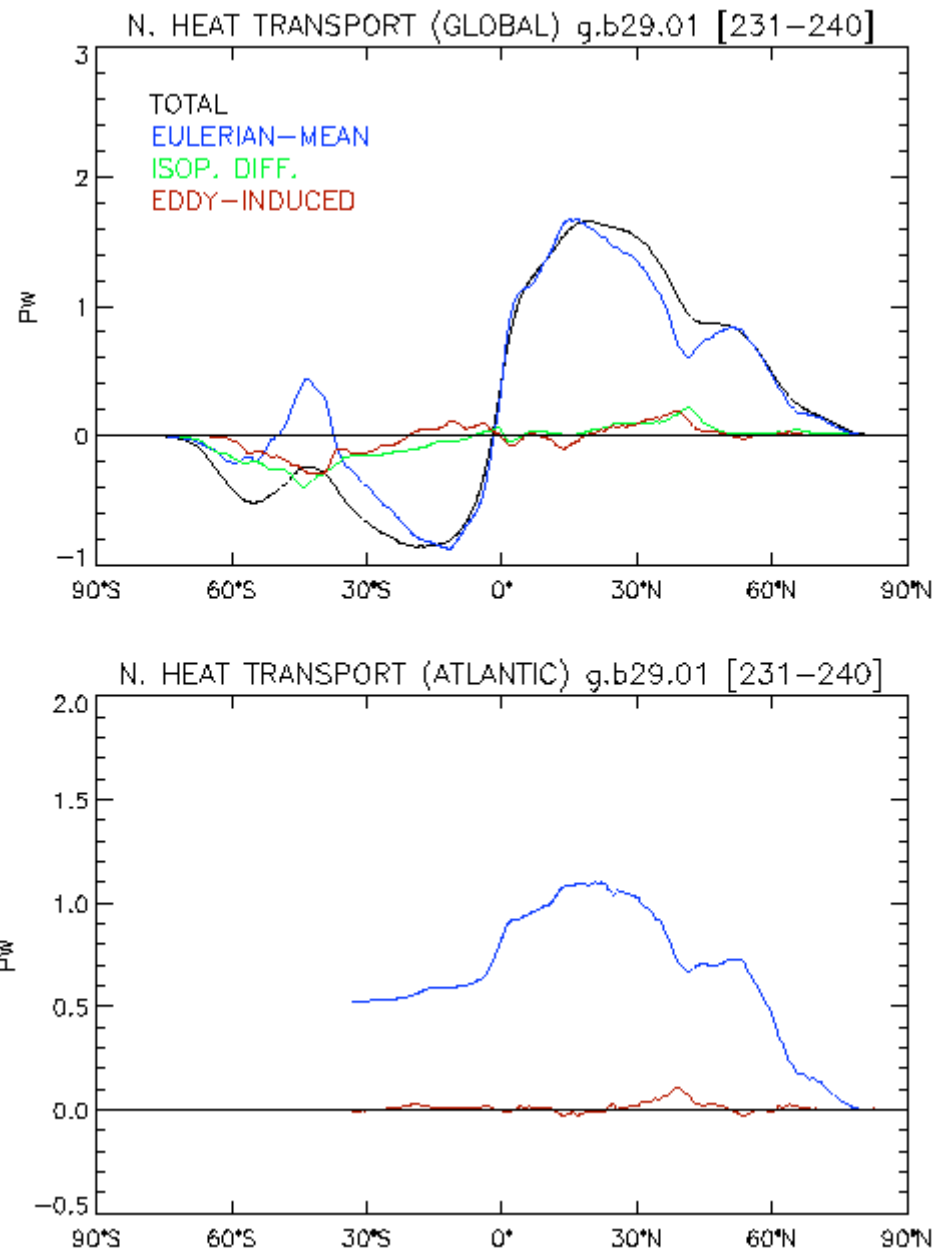 N. HEAT TRANSPORT (GLOBAL) g.b29.01 [231-240]
3
TOTAL
EULERIAN-MEAN
ISOP. DIFF.
EDDY-INDUCED
2
1
PW
0
-1
90°S 60°S 30°S 0° 30°N 60°N 90°N
N. HEAT TRANSPORT (ATLANTIC) g.b29.01 [231-240]
2.0
1.5
1.0
PW
0.5
0.0
-0.5
90°S 60°S 30°S 0° 30°N 60°N 90°N